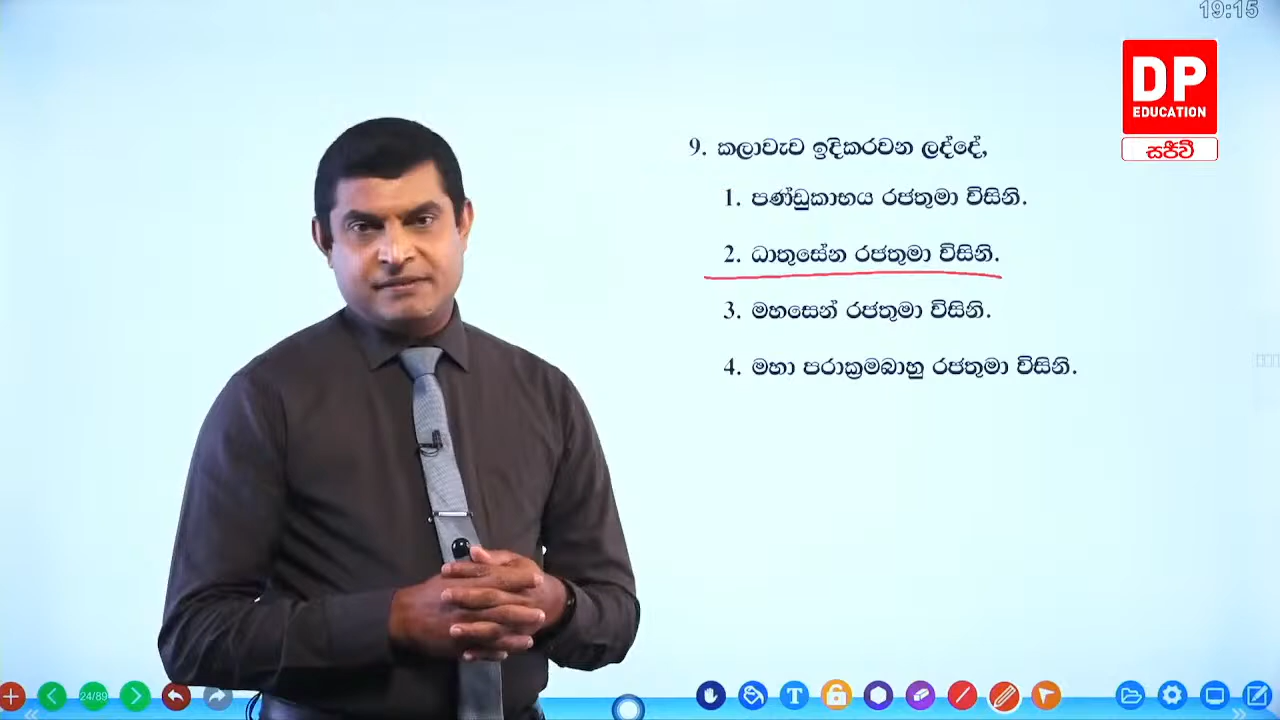 19:15
DP
EDUCATION
සජීවී
9. කලාවැව ඉදිකරවන ලද්දේ,
1. පණ්ඩුකාභය රජතුමා විසිනි.
2. ධාතුසේන රජතුමා විසිනි.
3. මහසෙන් රජතුමා විසිනි.
4. මහා පරාක්‍රමබාහු රජතුමා විසිනි.
24/89